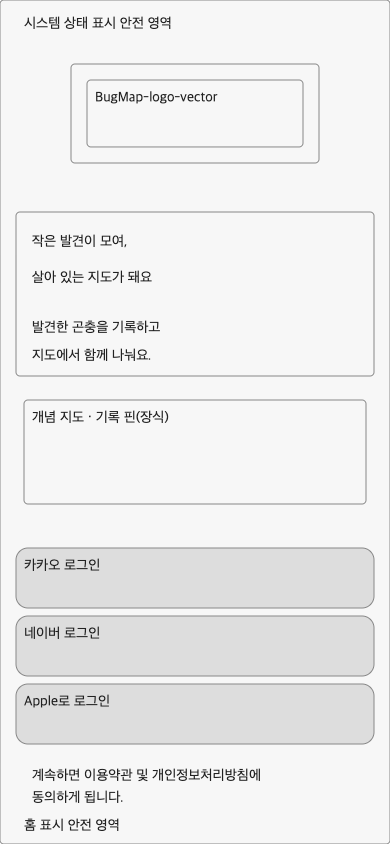 시스템 상태 표시 안전 영역
BugMap-logo-vector
작은 발견이 모여,
살아 있는 지도가 돼요
발견한 곤충을 기록하고
지도에서 함께 나눠요.
개념 지도 · 기록 핀(장식)
카카오 로그인
네이버 로그인
Apple로 로그인
계속하면 이용약관 및 개인정보처리방침에
동의하게 됩니다.
홈 표시 안전 영역